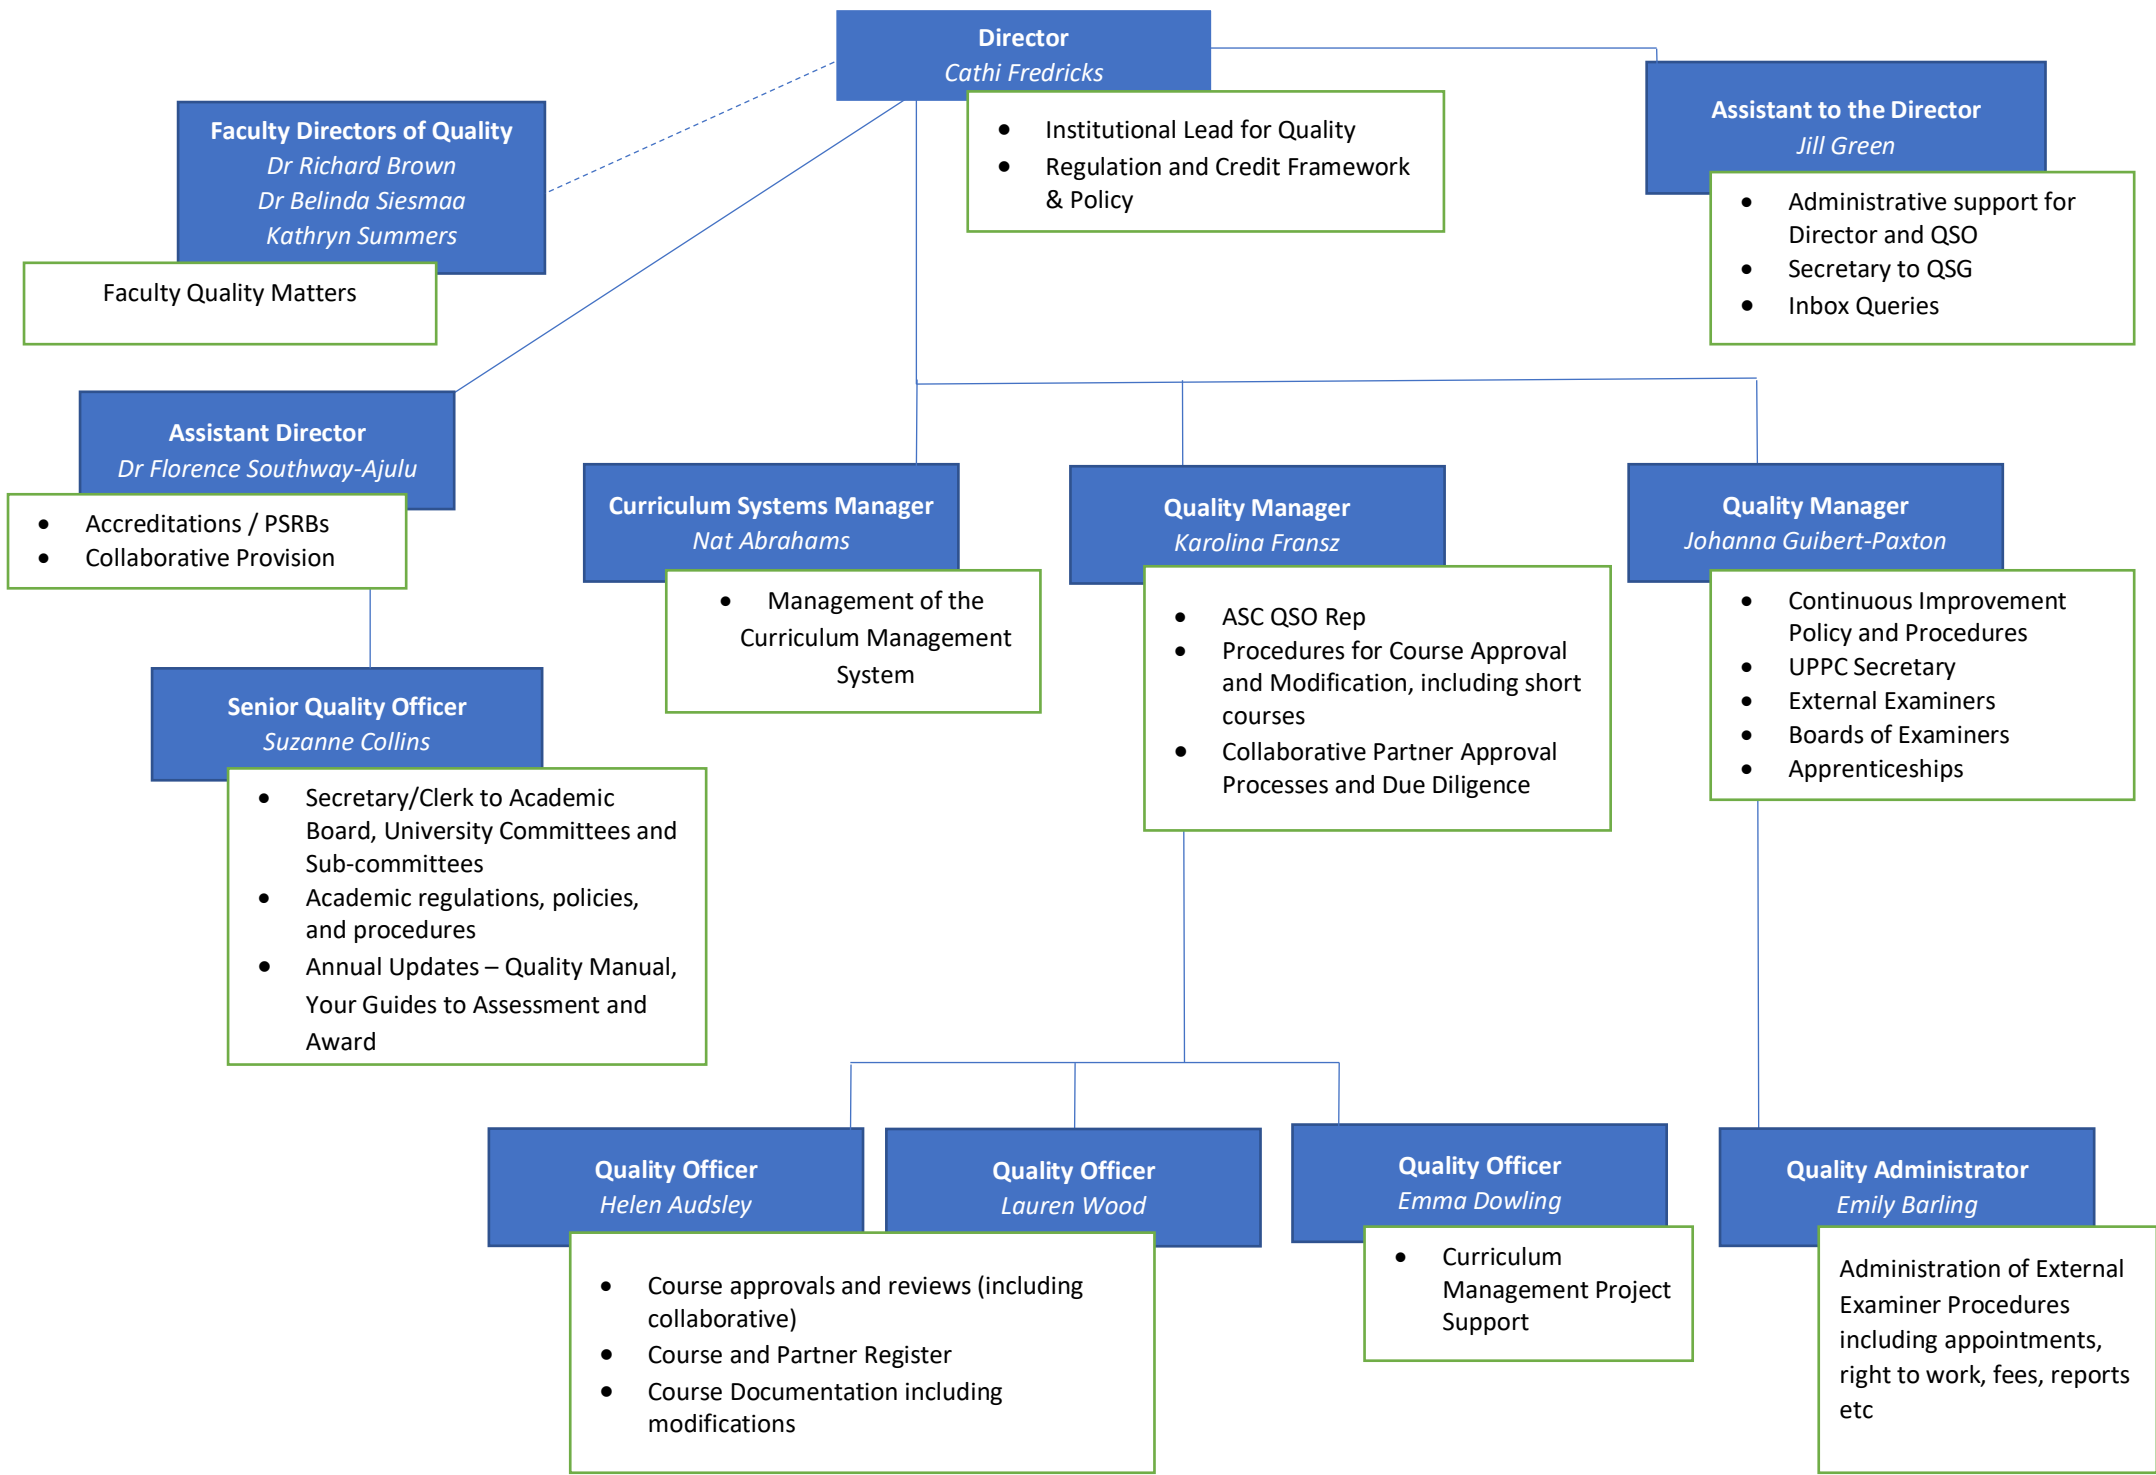 Director
Cathi Fredricks
• Institutional Lead for Quality
• Regulation and Credit Framework
& Policy
Assistant to the Director
Jill Green
• Administrative support for
Director and QSO
• Secretary to QSG
• Inbox Queries
Faculty Directors of Quality
Dr Richard Brown
Dr Belinda Siesmaa
Kathryn Summers
Faculty Quality Matters
Assistant Director
Dr Florence Southway-Ajulu
• Accreditations / PSRBs
• Collaborative Provision
Curriculum Systems Manager
Nat Abrahams
• Management of the
Curriculum Management
System
Quality Manager
Karolina Fransz
• ASC QSO Rep
• Procedures for Course Approval
and Modification, including short
courses
• Collaborative Partner Approval
Processes and Due Diligence
Quality Manager
Johanna Guibert-Paxton
• Continuous Improvement
Policy and Procedures
• UPPC Secretary
• External Examiners
• Boards of Examiners
• Apprenticeships
Senior Quality Officer
Suzanne Collins
• Secretary/Clerk to Academic
Board, University Committees and
Sub-committees
• Academic regulations, policies,
and procedures
• Annual Updates – Quality Manual,
Your Guides to Assessment and
Award
Quality Officer
Helen Audsley
Quality Officer
Lauren Wood
• Course approvals and reviews (including
collaborative)
• Course and Partner Register
• Course Documentation including
modifications
Quality Officer
Emma Dowling
• Curriculum
Management Project
Support
Quality Administrator
Emily Barling
Administration of External
Examiner Procedures
including appointments,
right to work, fees, reports
etc